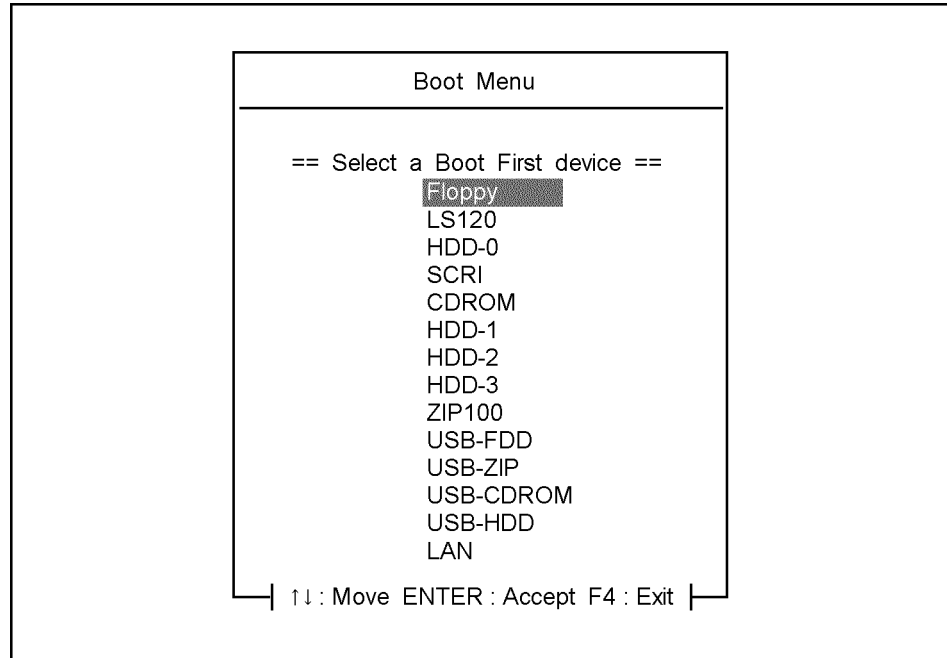 Boot Menu
== Select a Boot First device ==
Floppy
LS120
HDD-0
SCRI
CDROM
HDD-1
HDD-2
HDD-3
ZIP100
USB-FDD
USB-ZIP
USB-CDROM
USB-HDD
LAN
↑↓ : Move ENTER : Accept F4 : Exit